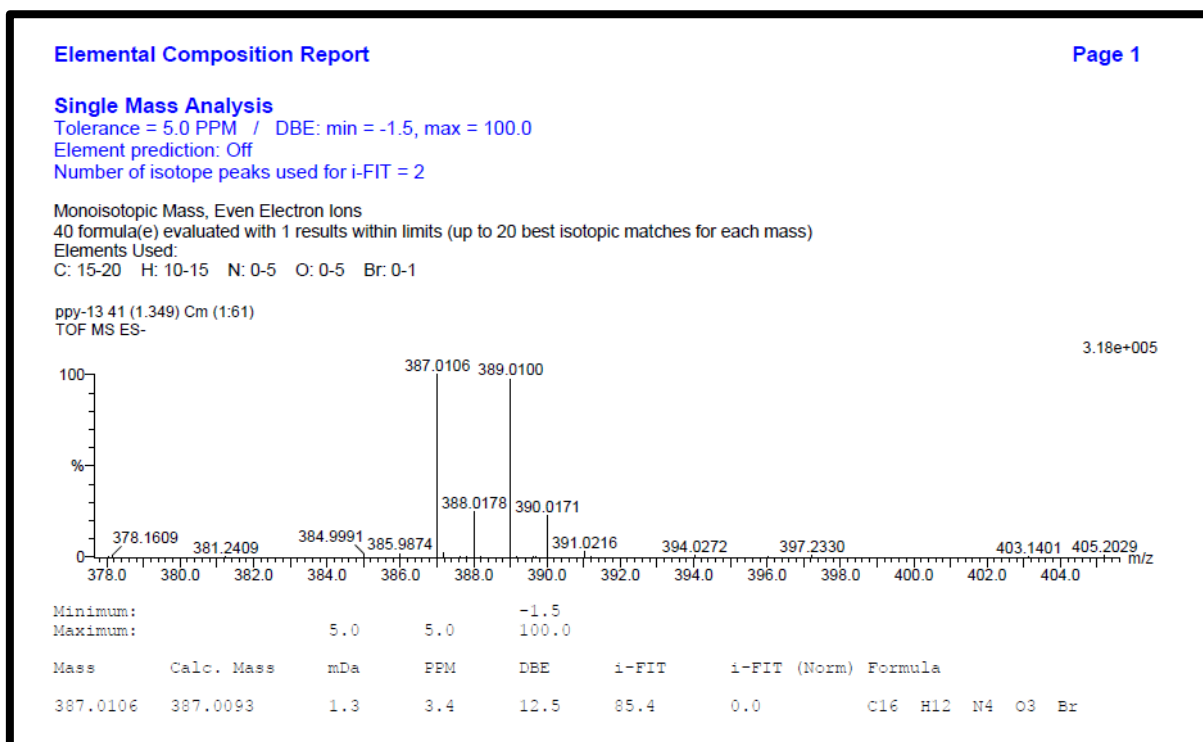 Elemental Composition Report Page 1
Single Mass Analysis
Tolerance = 5.0 PPM / DBE: min = -1.5, max = 100.0
Element prediction: Off
Number of isotope peaks used for i-FIT = 2
Monoisotopic Mass, Even Electron Ions
40 formula(e) evaluated with 1 results within limits (up to 20 best isotopic matches for each mass)
Elements Used:
C: 15-20 H: 10-15 N: 0-5 O: 0-5 Br: 0-1
ppy-13 41 (1.349) Cm (1:61)
TOF MS ES-
3.18e+005
100
387.0106 389.0100
%
388.0178 390.0171
378.1609 381.2409 384.9991 385.9874 391.0216 394.0272 397.2330 403.1401 405.2029
0
m/z
378.0 380.0 382.0 384.0 386.0 388.0 390.0 392.0 394.0 396.0 398.0 400.0 402.0 404.0
Minimum: -1.5
Maximum: 5.0 5.0 100.0
Mass Calc. Mass mDa PPM DBE i-FIT i-FIT (Norm) Formula
387.0106 387.0093 1.3 3.4 12.5 85.4 0.0 C16 H12 N4 O3 Br